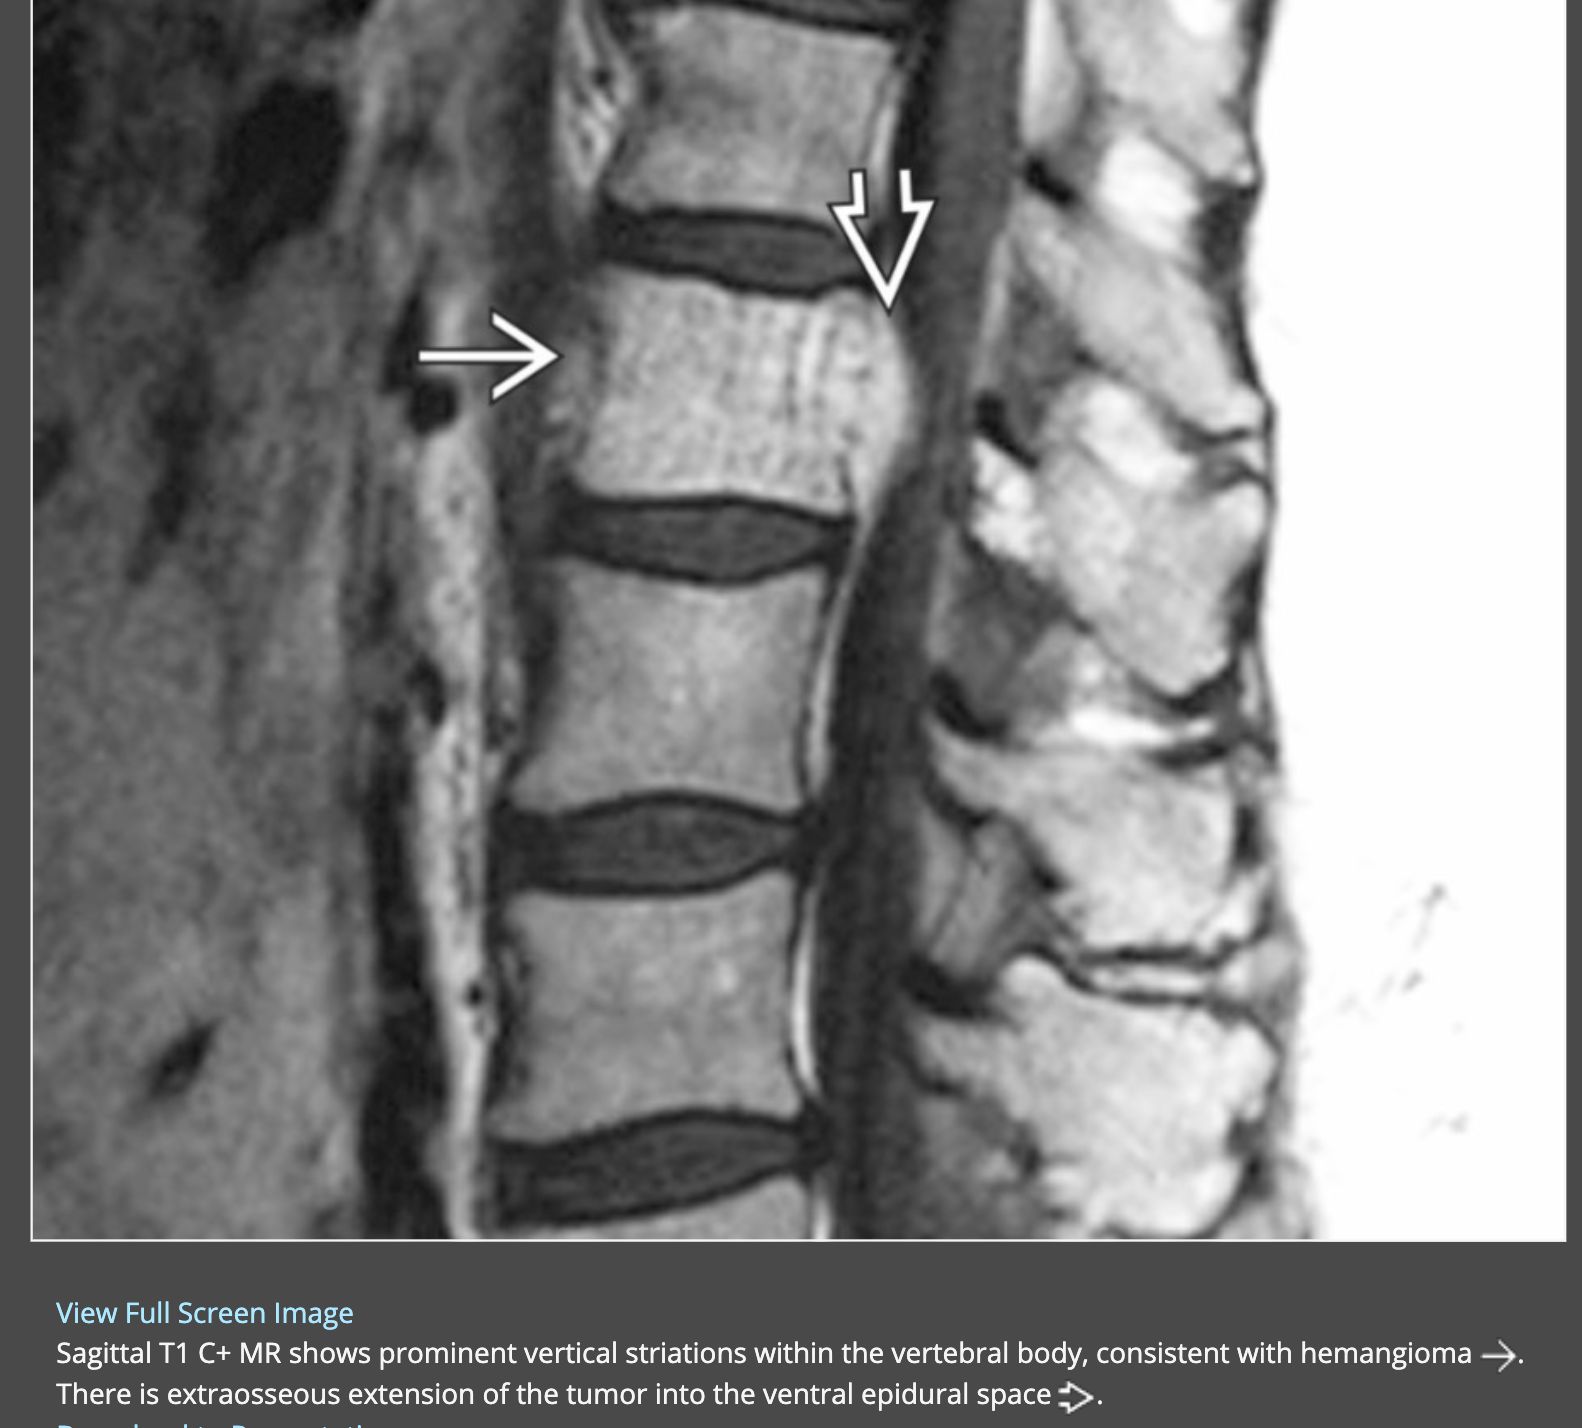 View Full Screen Image
Sagittal T1 C+ MR shows prominent vertical striations within the vertebral body, consistent with hemangioma →.
There is extraosseous extension of the tumor into the ventral epidural space ⇨.